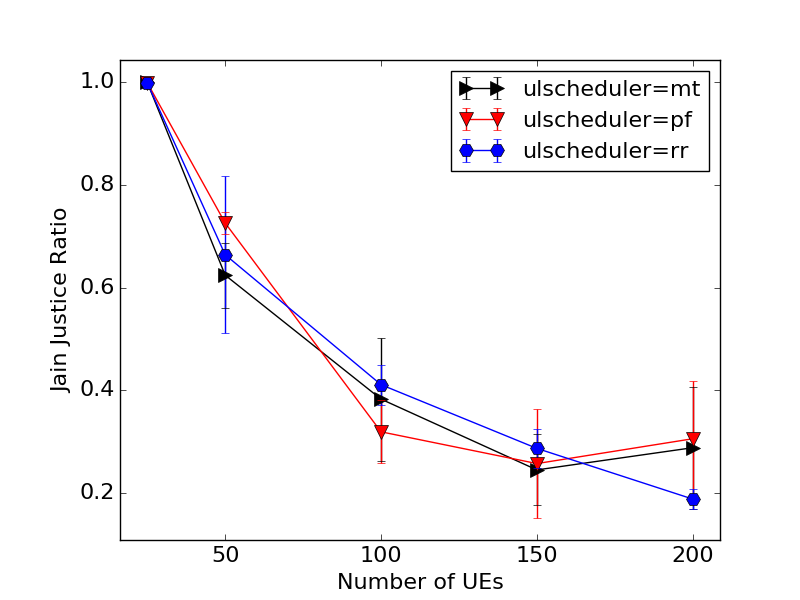 1.0
0.8
0.6
0.4
0.2
Jain Justice Ratio
ulscheduler=mt
ulscheduler=pf
ulscheduler=rr
50 100 150 200
Number of UEs